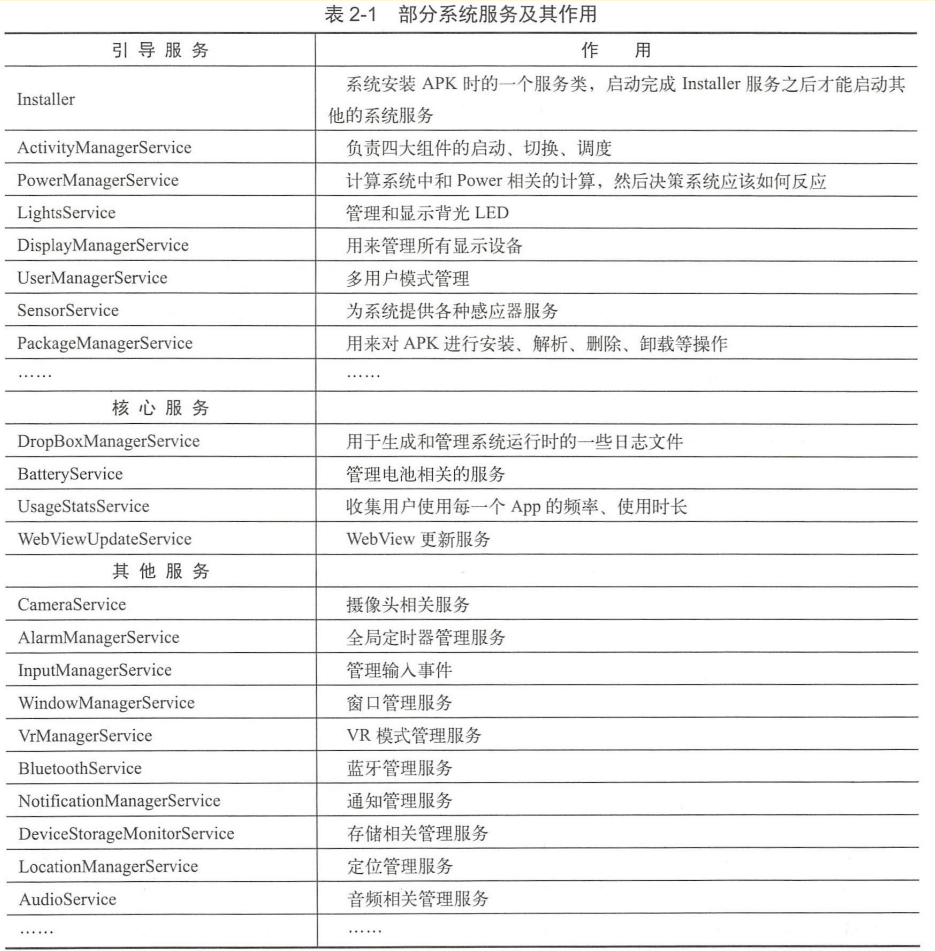 表 2-1 部分系统服务及其作用
引 导 服 务 作 用
Installer 系统安装 APK 时的一个服务类，启动完成 Installer 服务之后才能启动其
他的系统服务
ActivityManagerService 负责四大组件的启动、切换、调度
PowerManagerService 计算系统中和 Power 相关的计算，然后决策系统应该如何反应
LightsService 管理和显示背光 LED
DisplayManagerService 用来管理所有显示设备
UserManagerService 多用户模式管理
SensorService 为系统提供各种感应器服务
PackageManagerService 用来对 APK 进行安装、解析、删除、卸载等操作
…… ……
核 心 服 务
DropBoxManagerService 用于生成和管理系统运行时的一些日志文件
BatteryService 管理电池相关的服务
UsageStatsService 收集用户使用每一个 App 的频率、使用时长
WebViewUpdateService WebView 更新服务
其 他 服 务
CameraService 摄像头相关服务
AlarmManagerService 全局定时器管理服务
InputManagerService 管理输入事件
WindowManagerService 窗口管理服务
VrManagerService VR 模式管理服务
BluetoothService 蓝牙管理服务
NotificationManagerService 通知管理服务
DeviceStorageMonitorService 存储相关管理服务
LocationManagerService 定位管理服务
AudioService 音频相关管理服务
…… ……